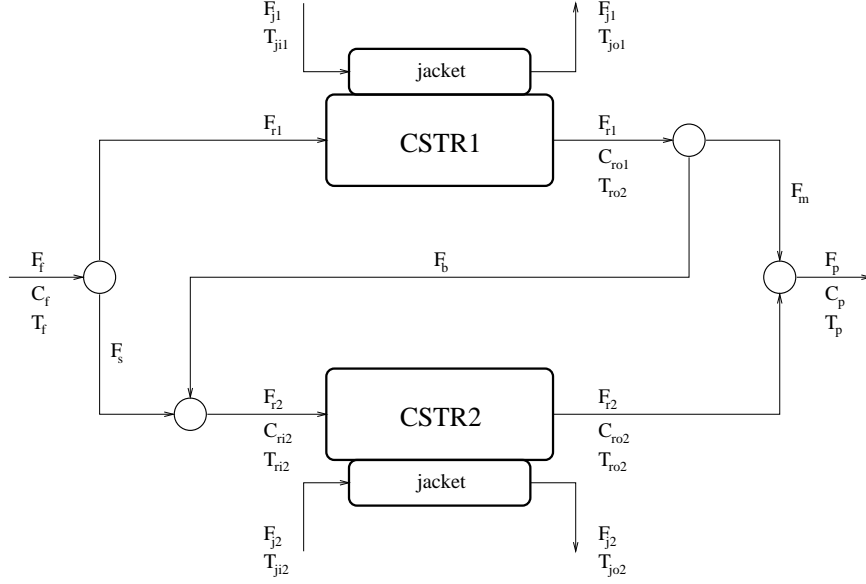 F_j1 F_j1
T_ji1 T_jo1
jacket
F_r1 CSTR1 F_r1
C_ro1
T_ro2
F_m
F_f F_b F_p
C_f C_p
T_f T_p
F_s
F_r2 CSTR2 F_r2
C_ri2 C_ro2
T_ri2 T_ro2
jacket
F_j2 F_j2
T_ji2 T_jo2